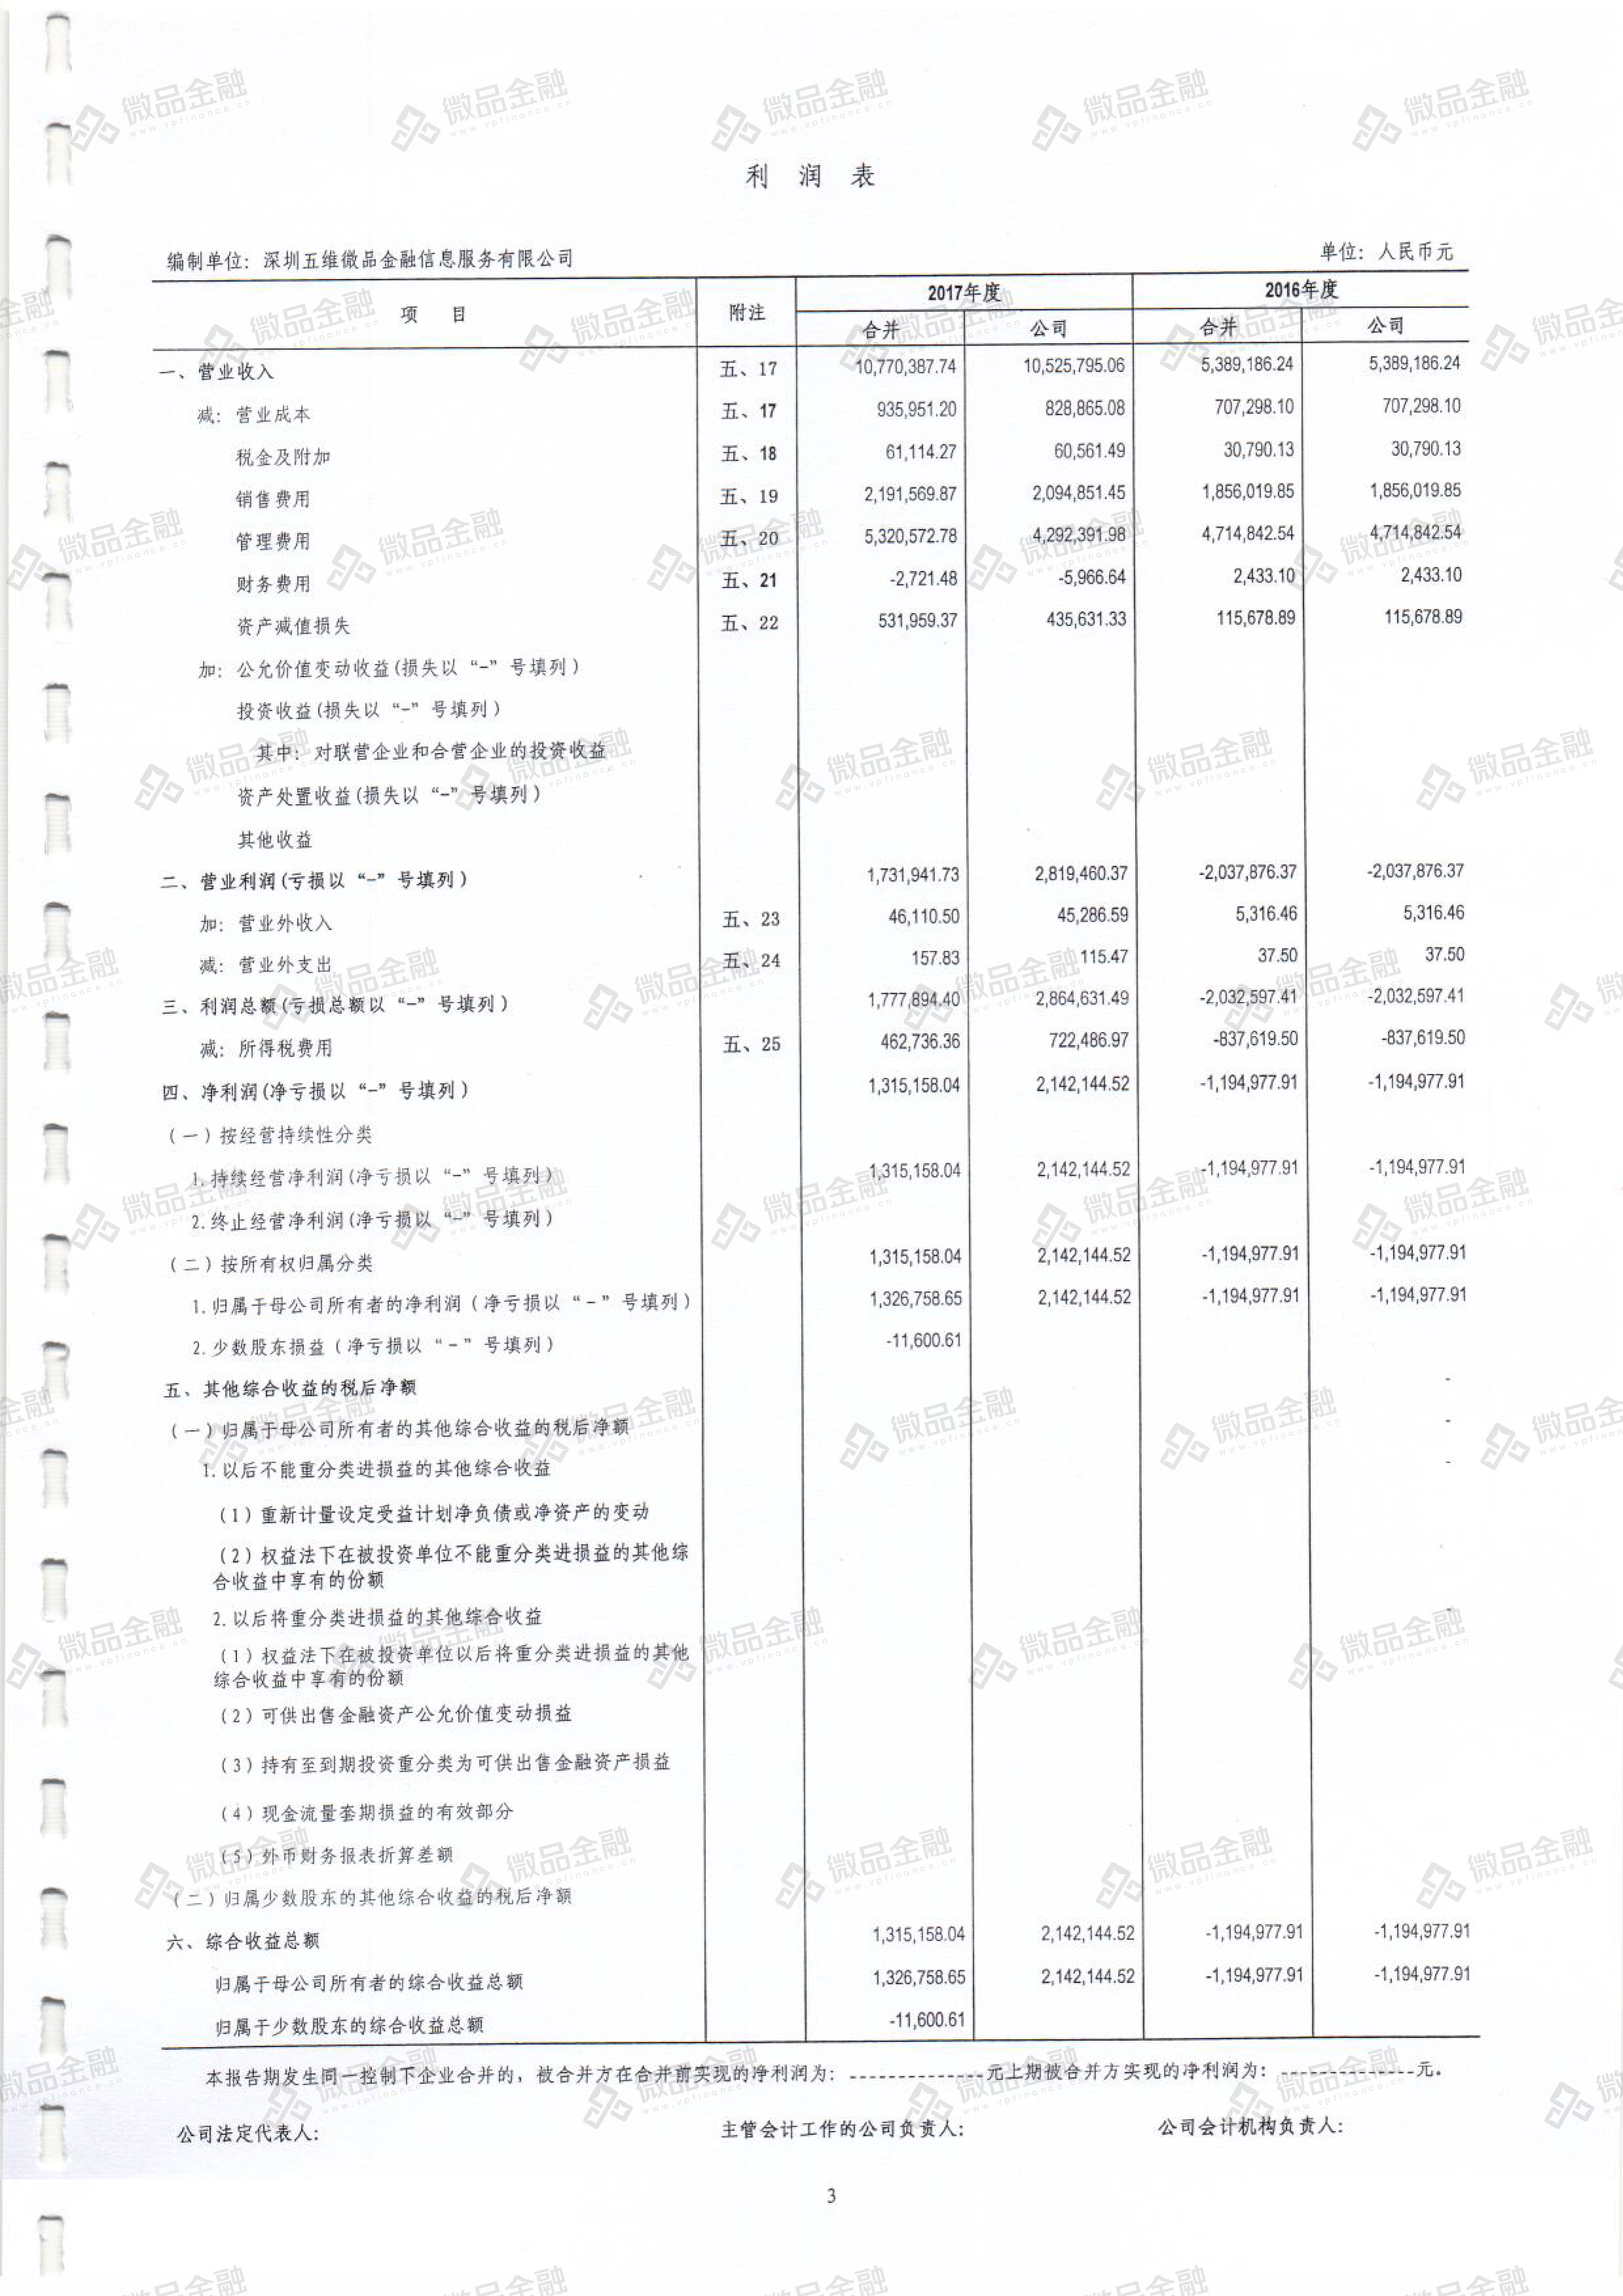 利 润 表
编制单位：深圳五维微品金融信息服务有限公司 单位：人民币元
项 目 附注 2017年度 2016年度
合并 公司 合并 公司
一、营业收入 五、17 10,770,387.74 10,525,795.06 5,389,186.24 5,389,186.24
减：营业成本 五、17 935,951.20 828,865.08 707,298.10 707,298.10
税金及附加 五、18 61,114.27 60,561.49 30,790.13 30,790.13
销售费用 五、19 2,191,569.87 2,094,851.45 1,856,019.85 1,856,019.85
管理费用 五、20 5,320,572.78 4,292,391.98 4,714,842.54 4,714,842.54
财务费用 五、21 -2,721.48 -5,966.64 2,433.10 2,433.10
资产减值损失 五、22 531,959.37 435,631.33 115,678.89 115,678.89
加：公允价值变动收益(损失以“-”号填列)
投资收益(损失以“-”号填列)
其中：对联营企业和合营企业的投资收益
资产处置收益(损失以“-”号填列)
其他收益
二、营业利润(亏损以“-”号填列) 1,731,941.73 2,819,460.37 -2,037,876.37 -2,037,876.37
加：营业外收入 五、23 46,110.50 45,286.59 5,316.46 5,316.46
减：营业外支出 五、24 157.83 115.47 37.50 37.50
三、利润总额(亏损总额以“-”号填列) 1,777,894.40 2,864,631.49 -2,032,597.41 -2,032,597.41
减：所得税费用 五、25 462,736.36 722,486.97 -837,619.50 -837,619.50
四、净利润(净亏损以“-”号填列) 1,315,158.04 2,142,144.52 -1,194,977.91 -1,194,977.91
(一)按经营持续性分类
1.持续经营净利润(净亏损以“-”号填列) 1,315,158.04 2,142,144.52 -1,194,977.91 -1,194,977.91
2.终止经营净利润(净亏损以“-”号填列)
(二)按所有权归属分类 1,315,158.04 2,142,144.52 -1,194,977.91 -1,194,977.91
1.归属于母公司所有者的净利润（净亏损以“-”号填列） 1,326,758.65 2,142,144.52 -1,194,977.91 -1,194,977.91
2.少数股东损益（净亏损以“-”号填列） -11,600.61
五、其他综合收益的税后净额 -
(一)归属于母公司所有者的其他综合收益的税后净额 -
1.以后不能重分类进损益的其他综合收益 -
(1)重新计量设定受益计划净负债或净资产的变动
(2)权益法下在被投资单位不能重分类进损益的其他综
合收益中享有的份额
2.以后将重分类进损益的其他综合收益 -
(1)权益法下在被投资单位以后将重分类进损益的其他
综合收益中享有的份额
(2)可供出售金融资产公允价值变动损益
(3)持有至到期投资重分类为可供出售金融资产损益
(4)现金流量套期损益的有效部分
(5)外币财务报表折算差额
(二)归属少数股东的其他综合收益的税后净额
六、综合收益总额 1,315,158.04 2,142,144.52 -1,194,977.91 -1,194,977.91
归属于母公司所有者的综合收益总额 1,326,758.65 2,142,144.52 -1,194,977.91 -1,194,977.91
归属于少数股东的综合收益总额 -11,600.61
本报告期发生同一控制下企业合并的，被合并方在合并前实现的净利润为：--------------元上期被合并方实现的净利润为：--------------元。
公司法定代表人： 主管会计工作的公司负责人： 公司会计机构负责人：
3
微品金融
www.vpfinance.cn